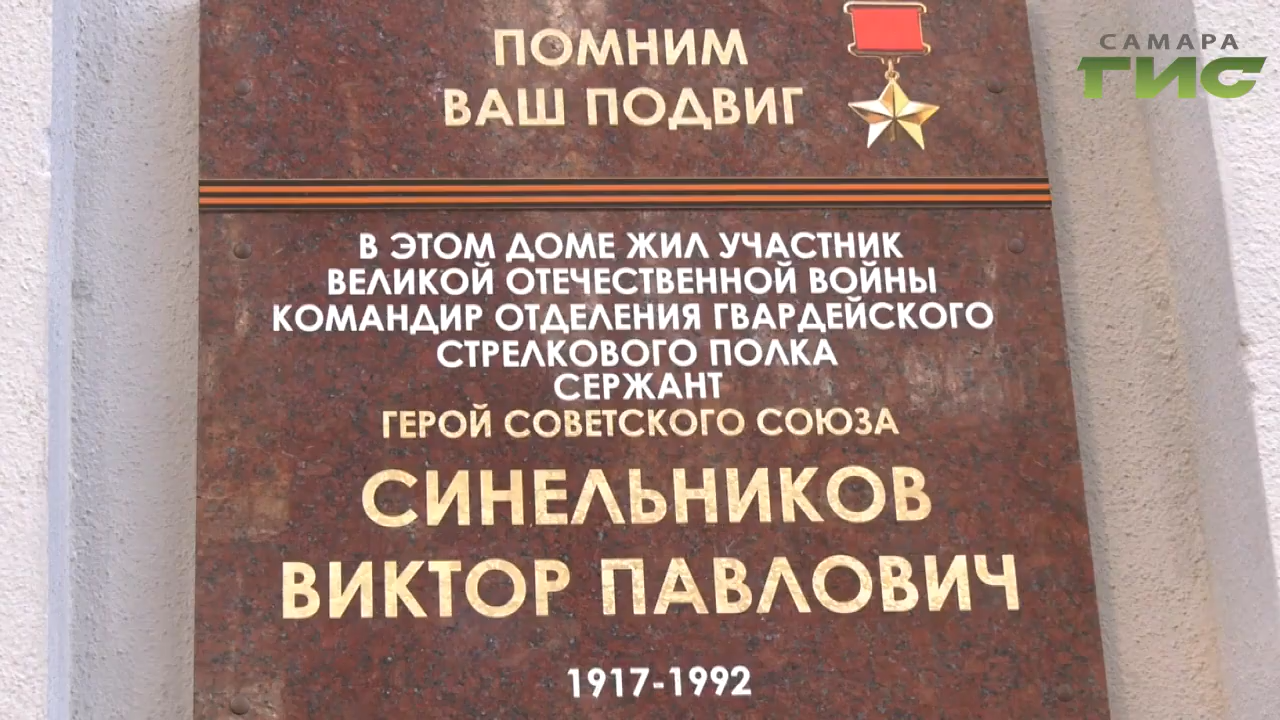 ПОМНИМ
ВАШ ПОДВИГ
САМАРА
ГИС
В ЭТОМ ДОМЕ ЖИЛ УЧАСТНИК
ВЕЛИКОЙ ОТЕЧЕСТВЕННОЙ ВОЙНЫ
КОМАНДИР ОТДЕЛЕНИЯ ГВАРДЕЙСКОГО
СТРЕЛКОВОГО ПОЛКА
СЕРЖАНТ
ГЕРОЙ СОВЕТСКОГО СОЮЗА
СИНЕЛЬНИКОВ
ВИКТОР ПАВЛОВИЧ
1917-1992